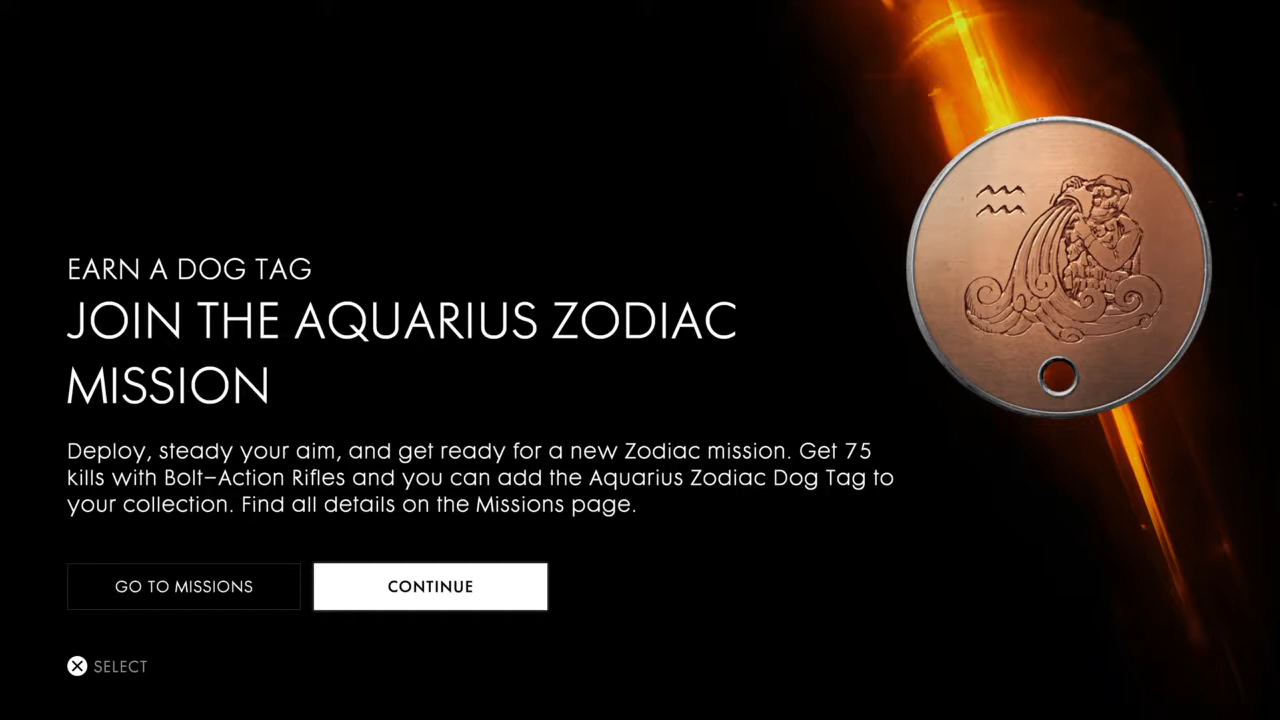 EARN A DOG TAG
JOIN THE AQUARIUS ZODIAC
MISSION
Deploy, steady your aim, and get ready for a new Zodiac mission. Get 75
kills with Bolt-Action Rifles and you can add the Aquarius Zodiac Dog Tag to
your collection. Find all details on the Missions page.
GO TO MISSIONS
CONTINUE
SELECT